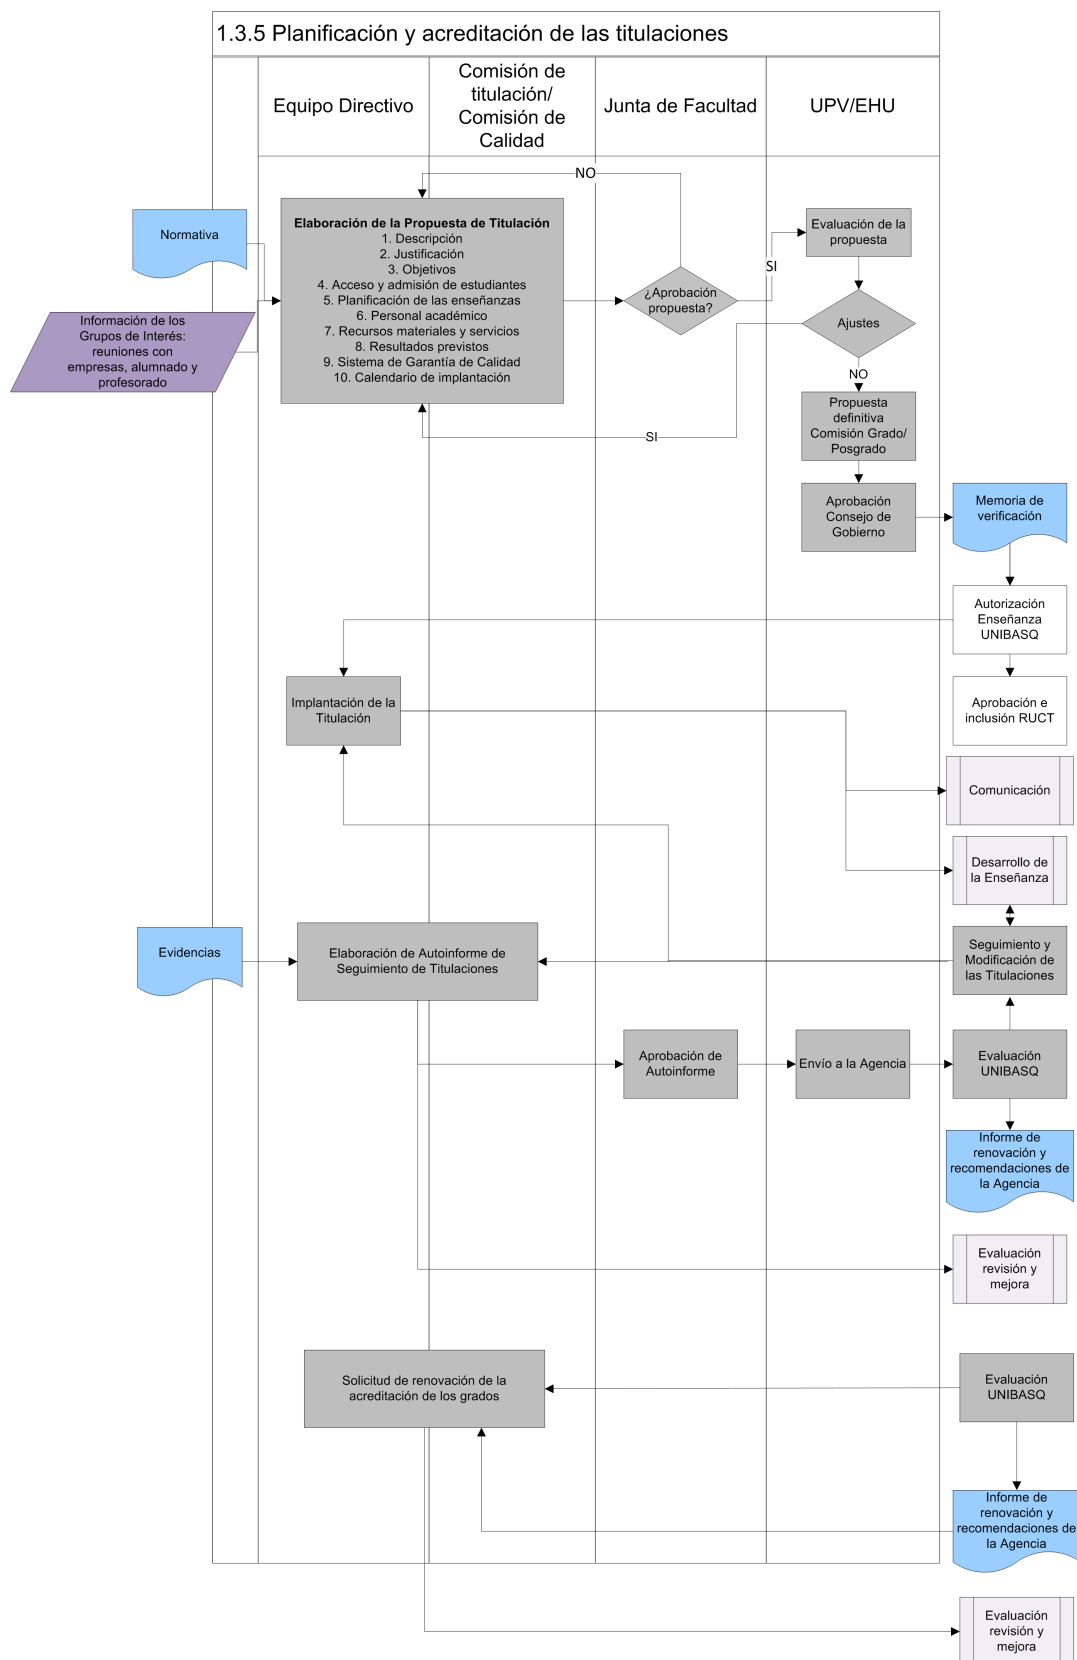 1.3.5 Planificación y acreditación de las titulaciones
Equipo Directivo
Comisión de
titulación/
Comisión de
Calidad
Junta de Facultad
UPV/EHU
NO
Normativa
Elaboración de la Propuesta de Titulación
1. Descripción
2. Justificación
3. Objetivos
4. Acceso y admisión de estudiantes
5. Planificación de las enseñanzas
6. Personal académico
7. Recursos materiales y servicios
8. Resultados previstos
9. Sistema de Garantía de Calidad
10. Calendario de implantación
Evaluación de la
propuesta
SI
¿Aprobación
propuesta?
Información de los
Grupos de Interés:
reuniones con
empresas, alumnado y
profesorado
Ajustes
NO
SI
Propuesta
definitiva
Comisión Grado/
Posgrado
Aprobación
Consejo de
Gobierno
Memoria de
verificación
Autorización
Enseñanza
UNIBASQ
Implantación de la
Titulación
Aprobación e
inclusión RUCT
Comunicación
Desarrollo de
la Enseñanza
Evidencias
Elaboración de Autoinforme de
Seguimiento de Titulaciones
Seguimiento y
Modificación de
las Titulaciones
Aprobación de
Autoinforme
Envío a la Agencia
Evaluación
UNIBASQ
Informe de
renovación y
recomendaciones de
la Agencia
Evaluación
revisión y
mejora
Solicitud de renovación de la
acreditación de los grados
Evaluación
UNIBASQ
Informe de
renovación y
recomendaciones de
la Agencia
Evaluación
revisión y
mejora